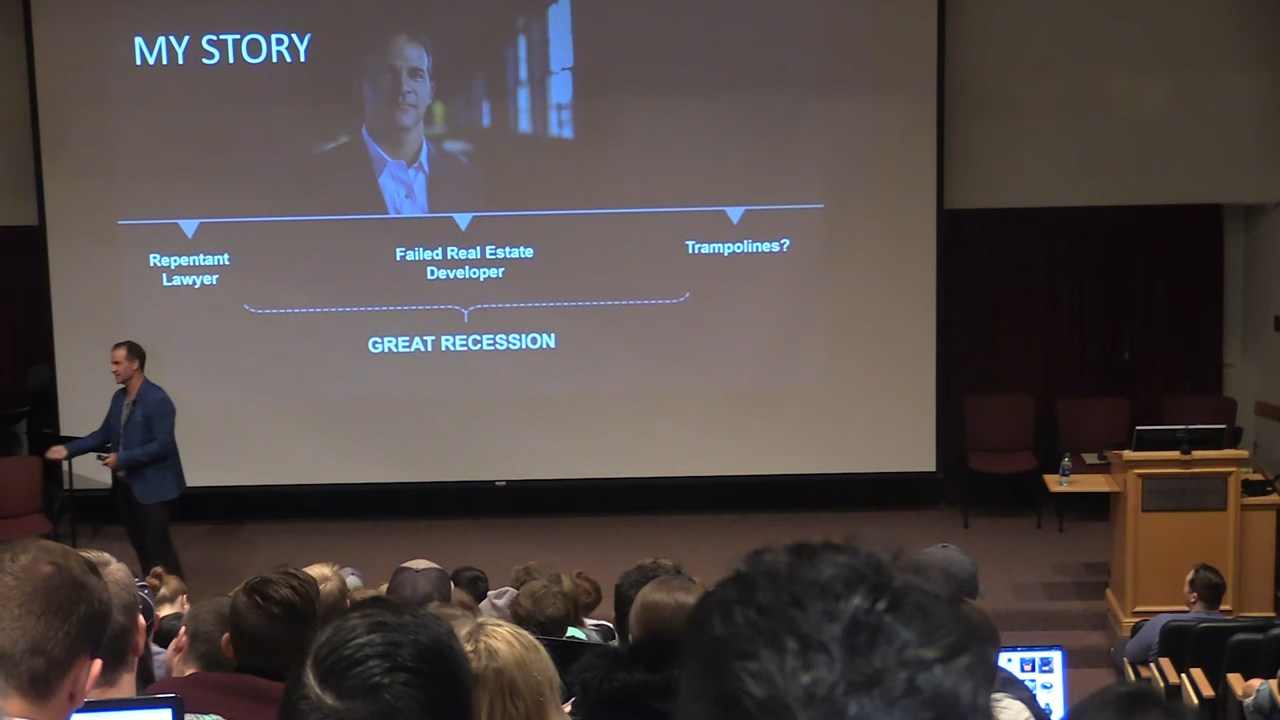 MY STORY
Repentant
Lawyer
Failed Real Estate
Developer
Trampolines?
GREAT RECESSION